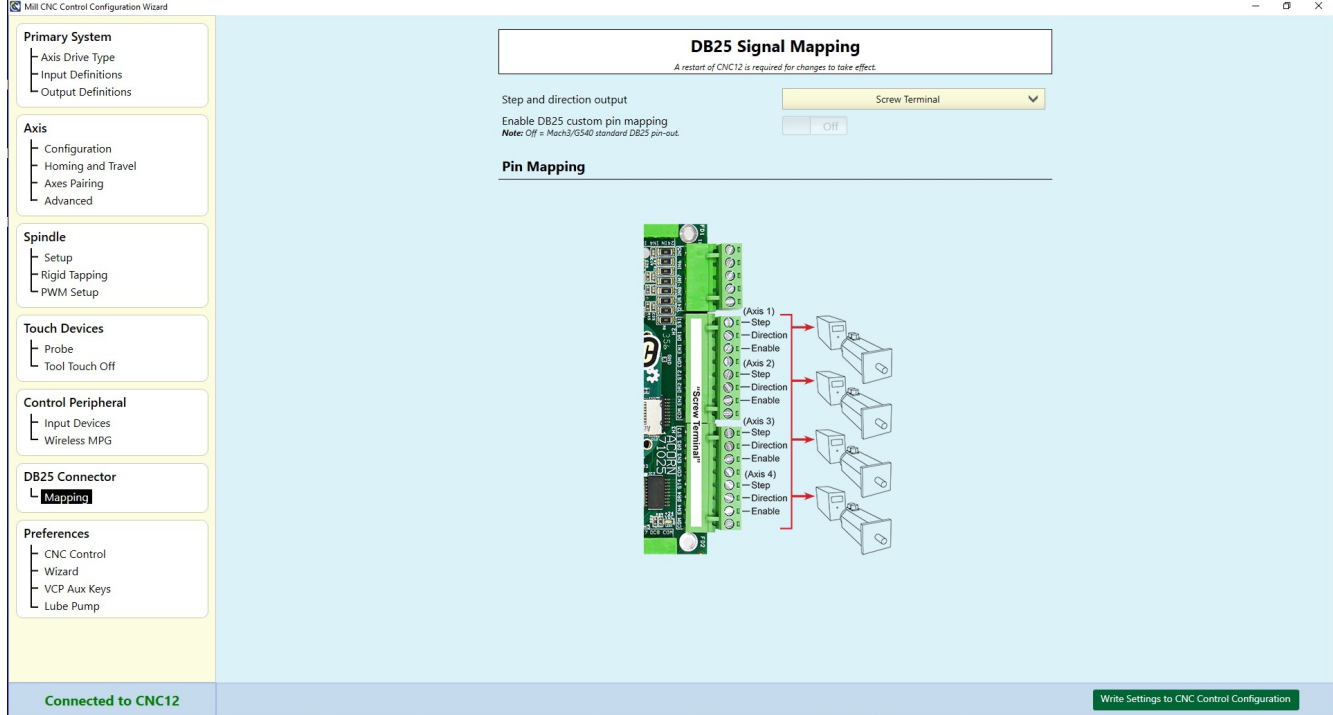 Mill CNC Control Configuration Wizard
Primary System
Axis Drive Type
Input Definitions
Output Definitions
Axis
Configuration
Homing and Travel
Axes Pairing
Advanced
Spindle
Setup
Rigid Tapping
PWM Setup
Touch Devices
Probe
Tool Touch Off
Control Peripheral
Input Devices
Wireless MPG
DB25 Connector
Mapping
Preferences
CNC Control
Wizard
VCP Aux Keys
Lube Pump
Connected to CNC12
DB25 Signal Mapping
A restart of CNC12 is required for changes to take effect.
Step and direction output
Screw Terminal
Enable DB25 custom pin mapping
Off
Note: Off = Mach3/G540 standard DB25 pin-out.
Pin Mapping
(Axis 1)
Step
Direction
Enable
(Axis 2)
Step
Direction
Enable
(Axis 3)
Step
Direction
Enable
(Axis 4)
Step
Direction
Enable
"Screw Terminal"
ACORN
71025
FD2
Write Settings to CNC Control Configuration